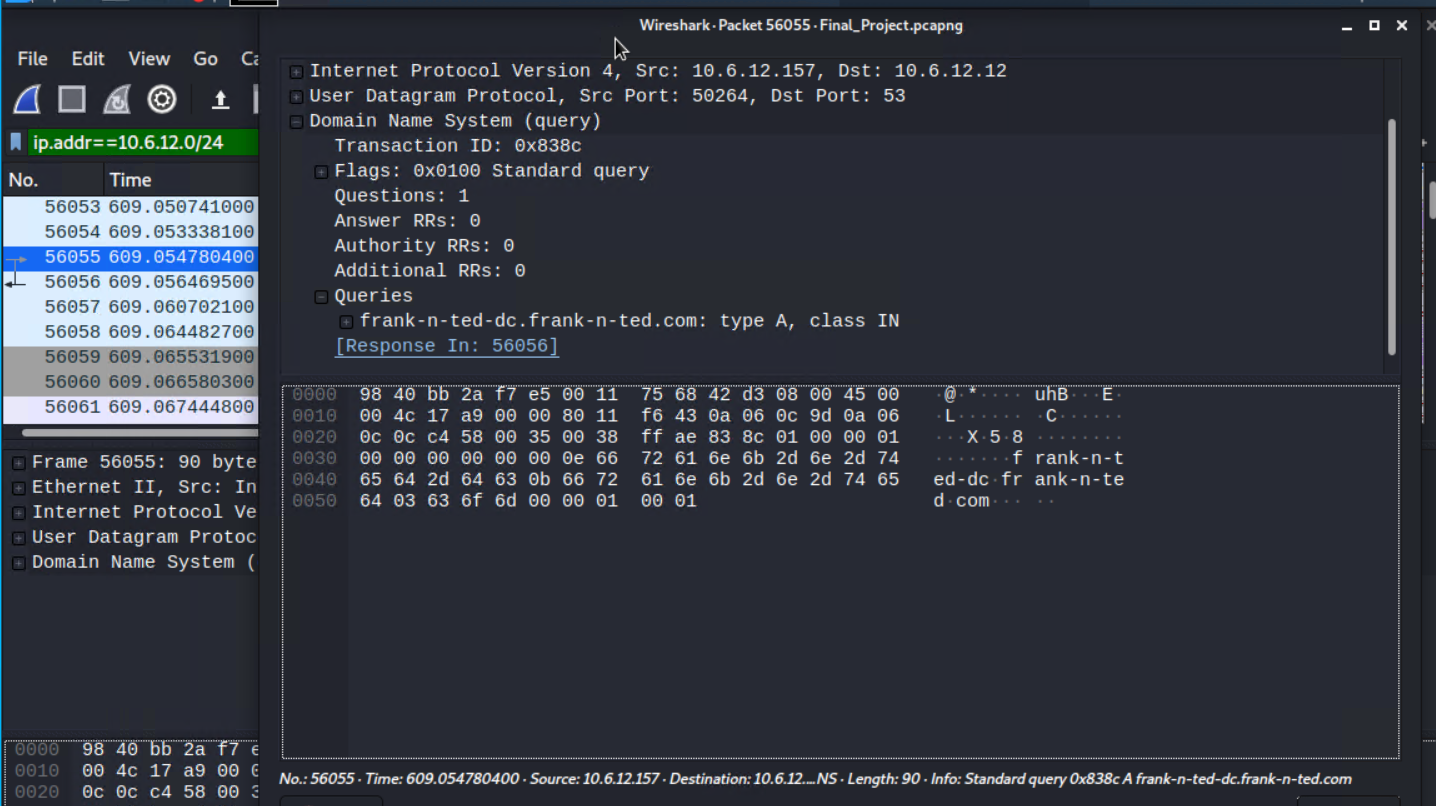 Wireshark · Packet 56055 · Final_Project.pcapng
File Edit View Go Ca
Internet Protocol Version 4, Src: 10.6.12.157, Dst: 10.6.12.12
User Datagram Protocol, Src Port: 50264, Dst Port: 53
Domain Name System (query)
Transaction ID: 0x838c
Flags: 0x0100 Standard query
Questions: 1
Answer RRs: 0
Authority RRs: 0
Additional RRs: 0
Queries
frank-n-ted-dc.frank-n-ted.com: type A, class IN
[Response In: 56056]
ip.addr==10.6.12.0/24
No. Time
56053 609.050741000
56054 609.053338100
56055 609.054780400
56056 609.056469500
56057 609.060702100
56058 609.064482700
56059 609.065531900
56060 609.066580300
56061 609.067444800
0000 98 40 bb 2a f7 e5 00 11 75 68 42 d3 08 00 45 00 ·@·*···· uhB···E·
0010 00 4c 17 a9 00 00 80 11 f6 43 0a 06 0c 9d 0a 06 ·L······ ·C······
0020 0c 0c c4 58 00 35 00 38 ff ae 83 8c 01 00 00 01 ···X·5·8 ········
0030 00 00 00 00 00 00 0e 66 72 61 6e 6b 2d 6e 2d 74 ·······f rank-n-t
0040 65 64 2d 64 63 0b 66 72 61 6e 6b 2d 6e 2d 74 65 ed-dc·fr ank-n-te
0050 64 03 63 6f 6d 00 00 01 00 01 d·com··· ··
Frame 56055: 90 byte
Ethernet II, Src: In
Internet Protocol Ve
User Datagram Protoc
Domain Name System (
0000 98 40 bb 2a f7 e
0010 00 4c 17 a9 00 0
0020 0c 0c c4 58 00 3
No.: 56055 · Time: 609.054780400 · Source: 10.6.12.157 · Destination: 10.6.12....NS · Length: 90 · Info: Standard query 0x838c A frank-n-ted-dc.frank-n-ted.com